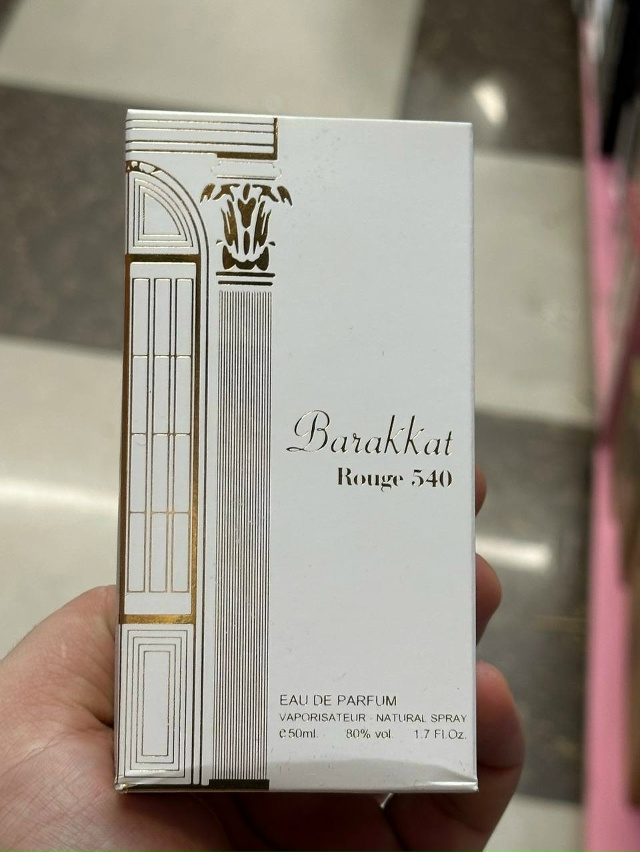 Barakkat
Rouge 540
EAU DE PARFUM
VAPORISATEUR - NATURAL SPRAY
℮50ml. 80% vol. 1.7 Fl.Oz.